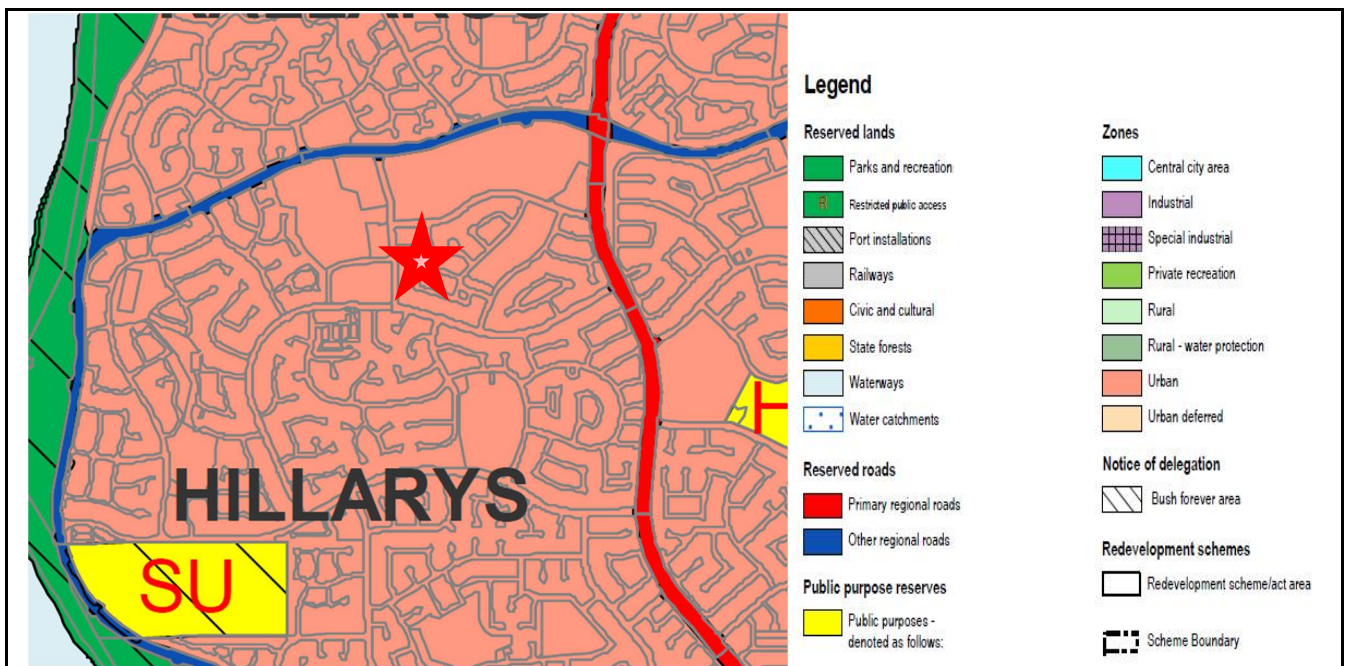 HILLARYS
SU
Legend
Reserved lands
Parks and recreation
R
Restricted public access
Port installations
Railways
Civic and cultural
State forests
Waterways
Water catchments
Reserved roads
Primary regional roads
Other regional roads
Public purpose reserves
Public purposes -
denoted as follows:
Zones
Central city area
Industrial
Special industrial
Private recreation
Rural
Rural - water protection
Urban
Urban deferred
Notice of delegation
Bush forever area
Redevelopment schemes
Redevelopment scheme/act area
Scheme Boundary